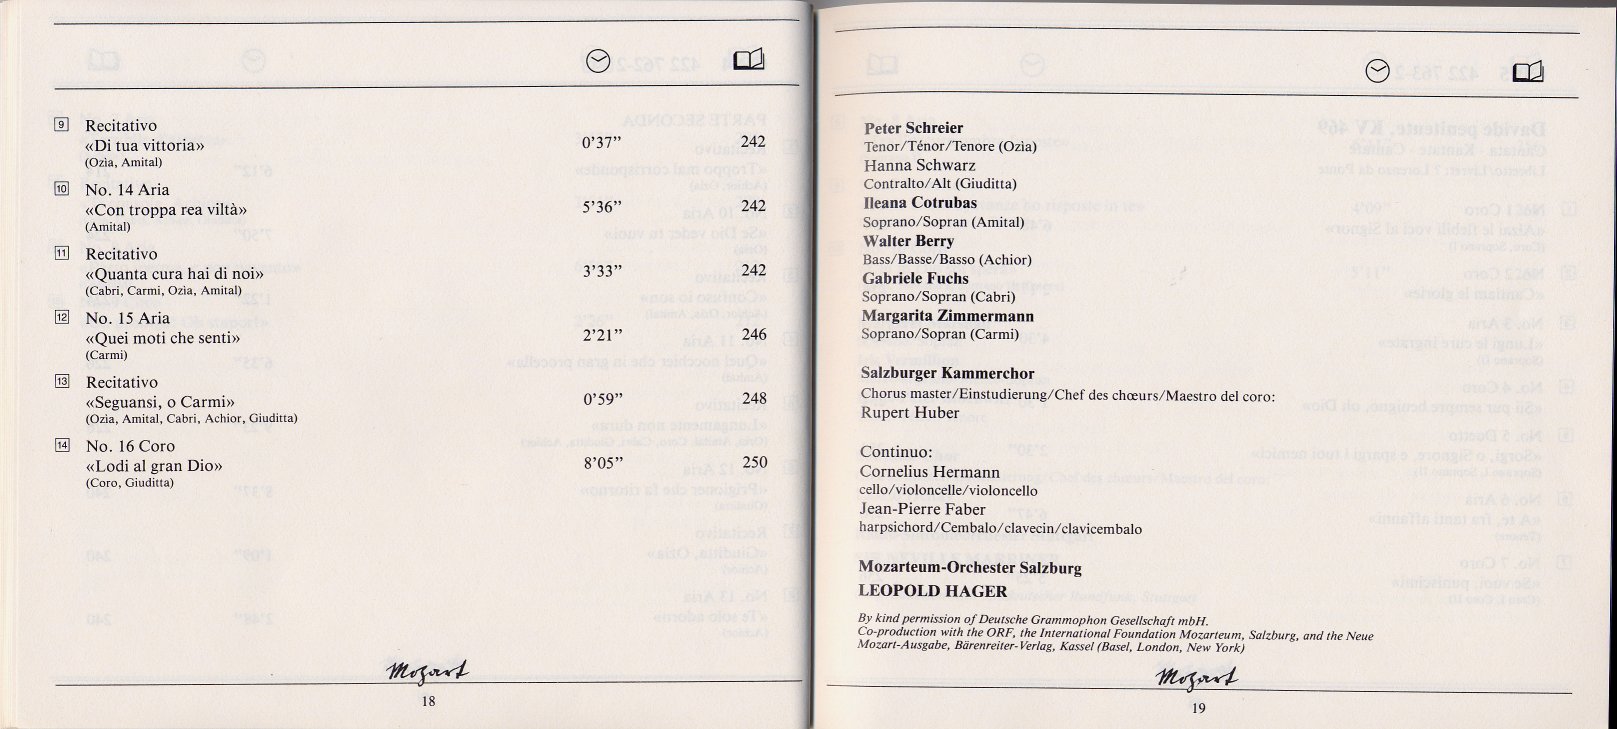 9 Recitativo
«Di tua vittoria» 0'37" 242
(Ozìa, Amital)
10 No. 14 Aria
«Con troppa rea viltà» 5'36" 242
(Amital)
11 Recitativo
«Quanta cura hai di noi» 3'33" 242
(Cabri, Carmi, Ozìa, Amital)
12 No. 15 Aria
«Quei moti che senti» 2'21" 246
(Carmi)
13 Recitativo
«Seguansi, o Carmi» 0'59" 248
(Ozìa, Amital, Cabri, Achior, Giuditta)
14 No. 16 Coro
«Lodi al gran Dio» 8'05" 250
(Coro, Giuditta)
Mozart
18
Peter Schreier
Tenor/Ténor/Tenore (Ozìa)
Hanna Schwarz
Contralto/Alt (Giuditta)
Ileana Cotrubas
Soprano/Sopran (Amital)
Walter Berry
Bass/Basse/Basso (Achior)
Gabriele Fuchs
Soprano/Sopran (Cabri)
Margarita Zimmermann
Soprano/Sopran (Carmi)
Salzburger Kammerchor
Chorus master/Einstudierung/Chef des chœurs/Maestro del coro:
Rupert Huber
Continuo:
Cornelius Hermann
cello/violoncelle/violoncello
Jean-Pierre Faber
harpsichord/Cembalo/clavecin/clavicembalo
Mozarteum-Orchester Salzburg
LEOPOLD HAGER
By kind permission of Deutsche Grammophon Gesellschaft mbH.
Co-production with the ORF, the International Foundation Mozarteum, Salzburg, and the Neue
Mozart-Ausgabe, Bärenreiter-Verlag, Kassel (Basel, London, New York)
Mozart
19